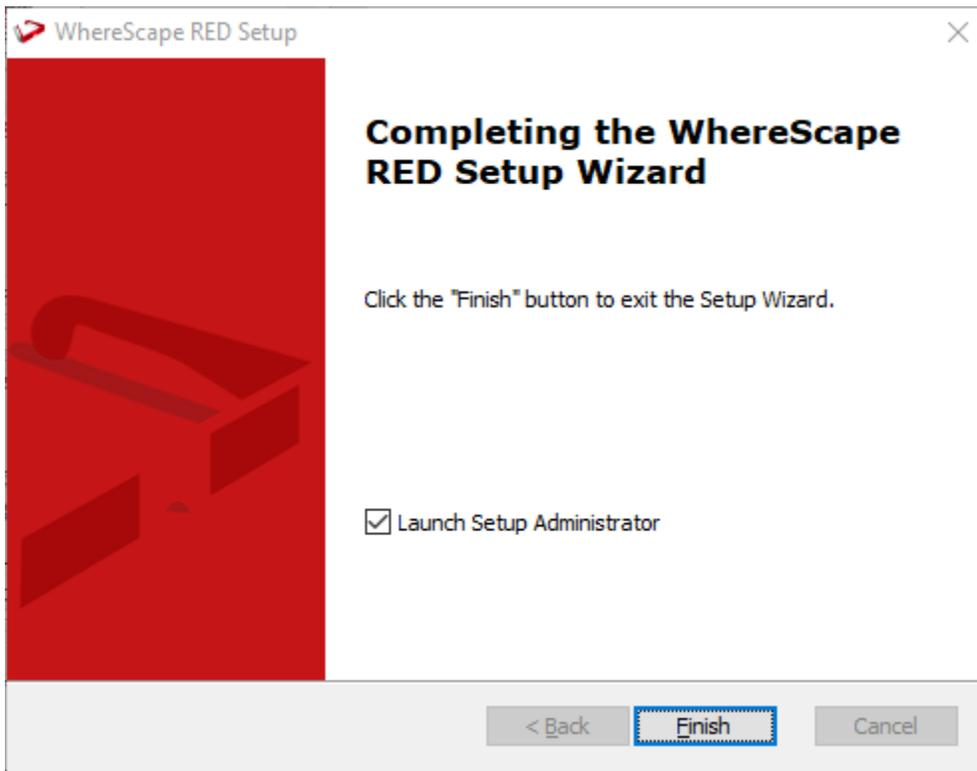 WhereScape RED Setup
Completing the WhereScape
RED Setup Wizard
Click the "Finish" button to exit the Setup Wizard.
Launch Setup Administrator
< Back
Finish
Cancel